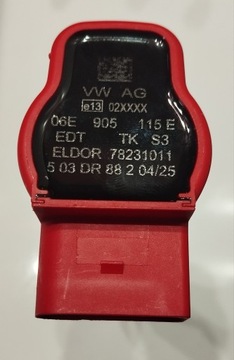 VW AG
e13 02XXXX
06E 905 115 E
EDT TK S3
ELDOR 78231011
5 03 DR 88 2 04/25